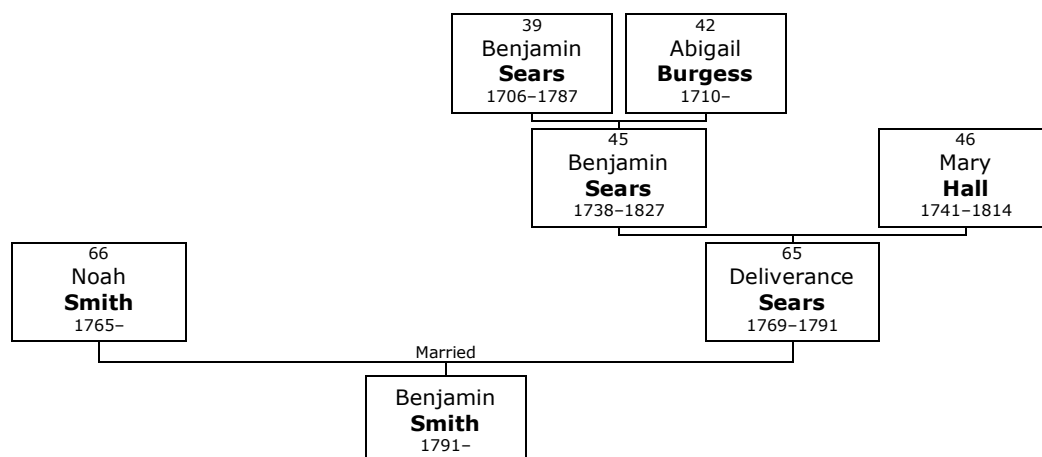 39
Benjamin
Sears
1706–1787
42
Abigail
Burgess
1710–
45
Benjamin
Sears
1738–1827
46
Mary
Hall
1741–1814
66
Noah
Smith
1765–
65
Deliverance
Sears
1769–1791
Married
Benjamin
Smith
1791–